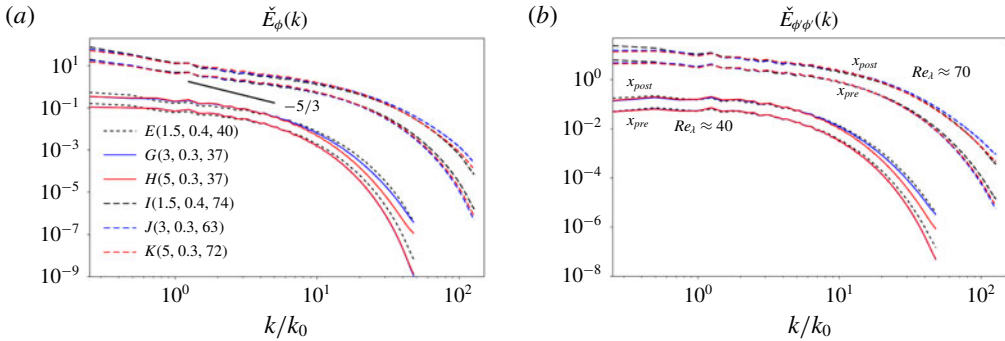 (a)
Ě_ϕ(k)
10^1
10^−1
10^−3
10^−5
10^−7
10^−9
−5/3
E(1.5, 0.4, 40)
G(3, 0.3, 37)
H(5, 0.3, 37)
I(1.5, 0.4, 74)
J(3, 0.3, 63)
K(5, 0.3, 72)
10^0
10^1
10^2
k/k_0
(b)
Ě_ϕ′ϕ′(k)
10^0
10^−2
10^−4
10^−6
10^−8
x_post
Re_λ ≈ 70
x_post
x_pre
x_pre
Re_λ ≈ 40
10^0
10^1
10^2
k/k_0